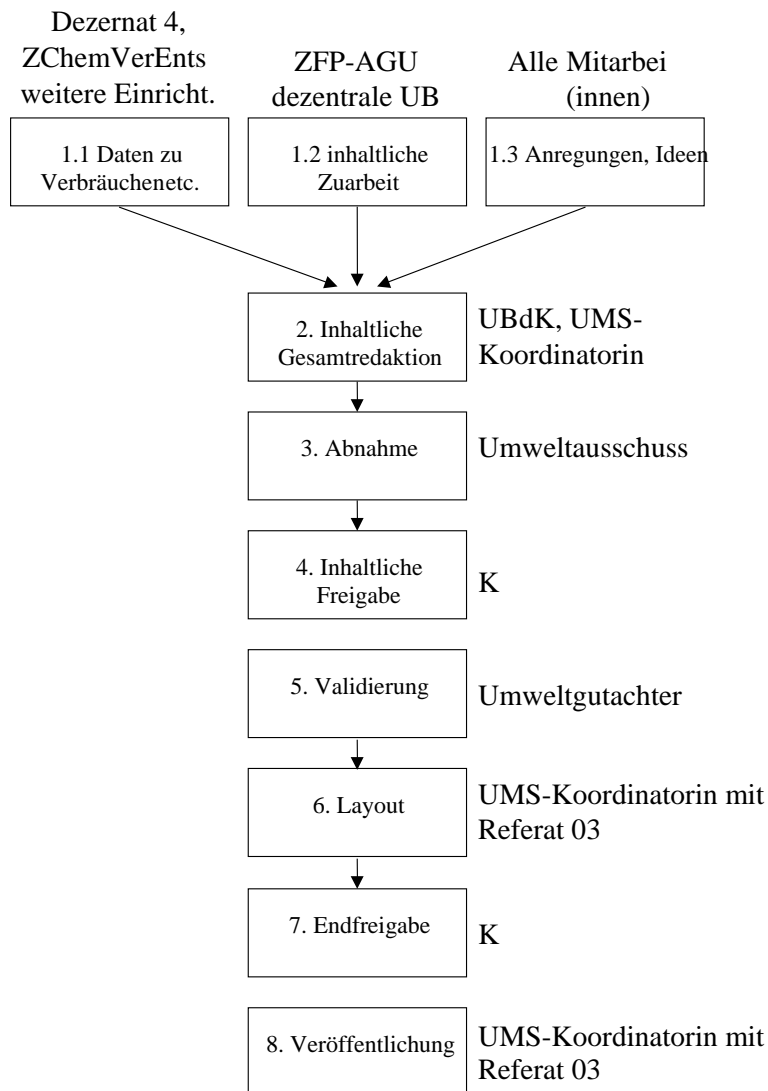 Dezernat 4,
ZChemVerEnts
weitere Einricht.
ZFP-AGU
dezentrale UB
Alle Mitarbei
(innen)
1.1 Daten zu
Verbräuchenetc.
1.2 inhaltliche
Zuarbeit
1.3 Anregungen, Ideen
2. Inhaltliche
Gesamtredaktion
UBdK, UMS-
Koordinatorin
3. Abnahme
Umweltausschuss
4. Inhaltliche
Freigabe
K
5. Validierung
Umweltgutachter
6. Layout
UMS-Koordinatorin mit
Referat 03
7. Endfreigabe
K
8. Veröffentlichung
UMS-Koordinatorin mit
Referat 03